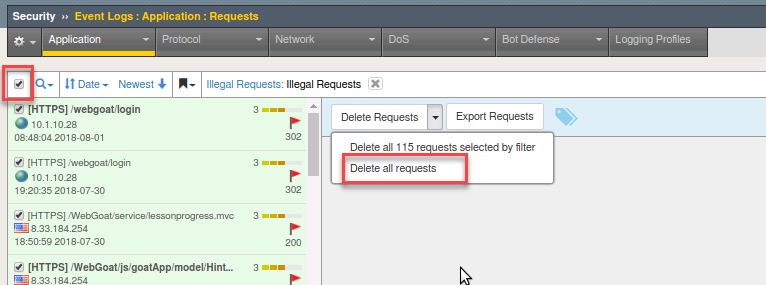 Security ›› Event Logs : Application : Requests
Application Protocol Network DoS Bot Defense Logging Profiles
Date Newest Illegal Requests: Illegal Requests
[HTTPS] /webgoat/login 3
10.1.10.28
08:48:04 2018-08-01 302
[HTTPS] /webgoat/login 3
10.1.10.28
19:20:35 2018-07-30 302
[HTTPS] /WebGoat/service/lessonprogress.mvc 3
8.33.184.254
18:50:59 2018-07-30 200
[HTTPS] /WebGoat/js/goatApp/model/Hint... 3
8.33.184.254
Delete Requests Export Requests
Delete all 115 requests selected by filter
Delete all requests